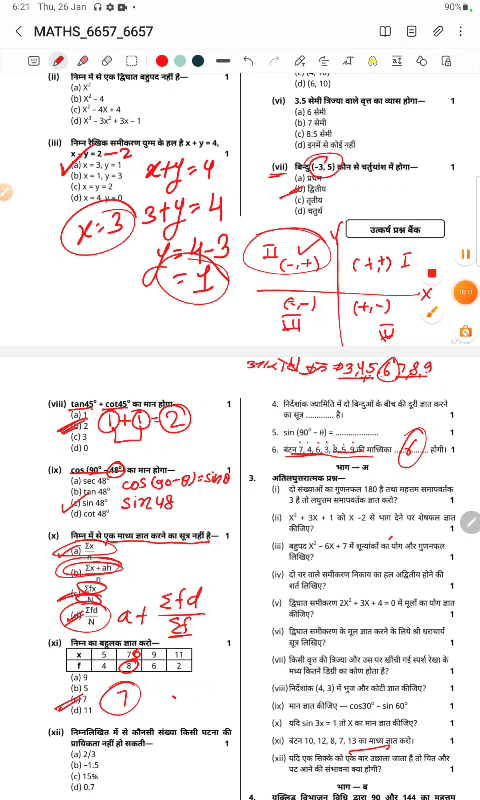 6:21 Thu, 26 Jan
90%
MATHS_6657_6657
(ii) निम्न में से एक द्विघात बहुपद नहीं है— 1
(a) X²
(b) X² – 4
(c) X² – 4X + 4
(d) X³ – 3x² + 3x – 1
(iii) निम्न रैखिक समीकरण युग्म के हल है x + y = 4,
x – y = 2 – 2 1
(a) x = 3, y = 1
(b) x = 1, y = 3
(c) x = y = 2
(d) x = 4, y = 0
x+y=4
x=3
3+y=4
y=4-3
=1
(d) (6, 10)
(vi) 3.5 सेमी त्रिज्या वाले वृत्त का व्यास होगा— 1
(a) 6 सेमी
(b) 7 सेमी
(c) 8.5 सेमी
(d) इनमें से कोई नहीं
(vii) बिन्दु (–3, 5) कौन से चतुर्थांश में होगा— 1
(a) प्रथम
(b) द्वितीय
(c) तृतीय
(d) चतुर्थ
उत्कर्ष प्रश्न बैंक
Y
II (-,+)
(+,+) I
X
(-,-) III
(+,-) IV
18:11
3,4,5,6,7,8,9
(viii) tan45° + cot45° का मान होगा— 1
(a) 1
(b) 2
(c) 3
(d) 0
1+1=2
(ix) cos (90° – 48°) का मान होगा— 1
(a) sec 48°
(b) tan 48°
(c) sin 48°
(d) cot 48°
cos(90-θ)=sinθ
sin48
(x) निम्न में से एक माध्य ज्ञात करने का सूत्र नहीं है— 1
(a) Σx
n
(b) Σx + ah
n
Σfx
N
Σfd
N
a+ Σfd
Σf
(xi) निम्न का बहुलक ज्ञात करो— 1
x 5 7 9 11
f 4 8 6 2
(a) 9
(b) 5
(c) 7
(d) 11
7
(xii) निम्नलिखित में से कौनसी संख्या किसी घटना की
प्रायिकता नहीं हो सकती— 1
(a) 2/3
(b) –1.5
(c) 15%
(d) 0.7
4. निर्देशांक ज्यामिति में दो बिन्दुओं के बीच की दूरी ज्ञात करने
का सूत्र ............. है। 1
5. sin (90° – θ) = .................... 1
6. बंटन 7, 4, 6, 3, 8, 5, 9 की माध्यिका ............. होगी। 1
6
भाग — अ
3. अतिलघुत्तरात्मक प्रश्न—
(i) दो संख्याओं का गुणनफल 180 है तथा महत्तम समापवर्तक
3 है तो लघुत्तम समापवर्तक ज्ञात करो? 1
(ii) X² + 3X + 1 को X –2 से भाग देने पर शेषफल ज्ञात
कीजिए? 1
(iii) बहुपद X² – 6X + 7 में शून्यांकों का योग और गुणनफल
लिखिए? 1
(iv) दो चर वाले समीकरण निकाय का हल अद्वितीय होने की
शर्त लिखिए? 1
(v) द्विघात समीकरण 2X² + 3X + 4 = 0 में मूलों का योग ज्ञात
कीजिए? 1
(vi) द्विघात समीकरण के मूल ज्ञात करने के लिये श्री धराचार्य
सूत्र लिखिए? 1
(vii) किसी वृत्त की त्रिज्या और उस पर खींची गई स्पर्श रेखा के
मध्य कितने डिग्री का कोण होता है? 1
(viii) निर्देशांक (4, 3) में भुज और कोटी ज्ञात कीजिए? 1
(ix) मान ज्ञात कीजिए — cos30° – sin 60° 1
(x) यदि sin 3x = 1 तो X का मान ज्ञात कीजिए? 1
(xi) बंटन 10, 12, 8, 7, 13 का माध्य ज्ञात करो। 1
(xii) यदि एक सिक्के को एक बार उछाला जाता है तो चित और
पट आने की संभावना क्या होगी? 1
भाग — ब
4. यूक्लिड विभाजन विधि द्वारा 90 और 144 का महत्तम